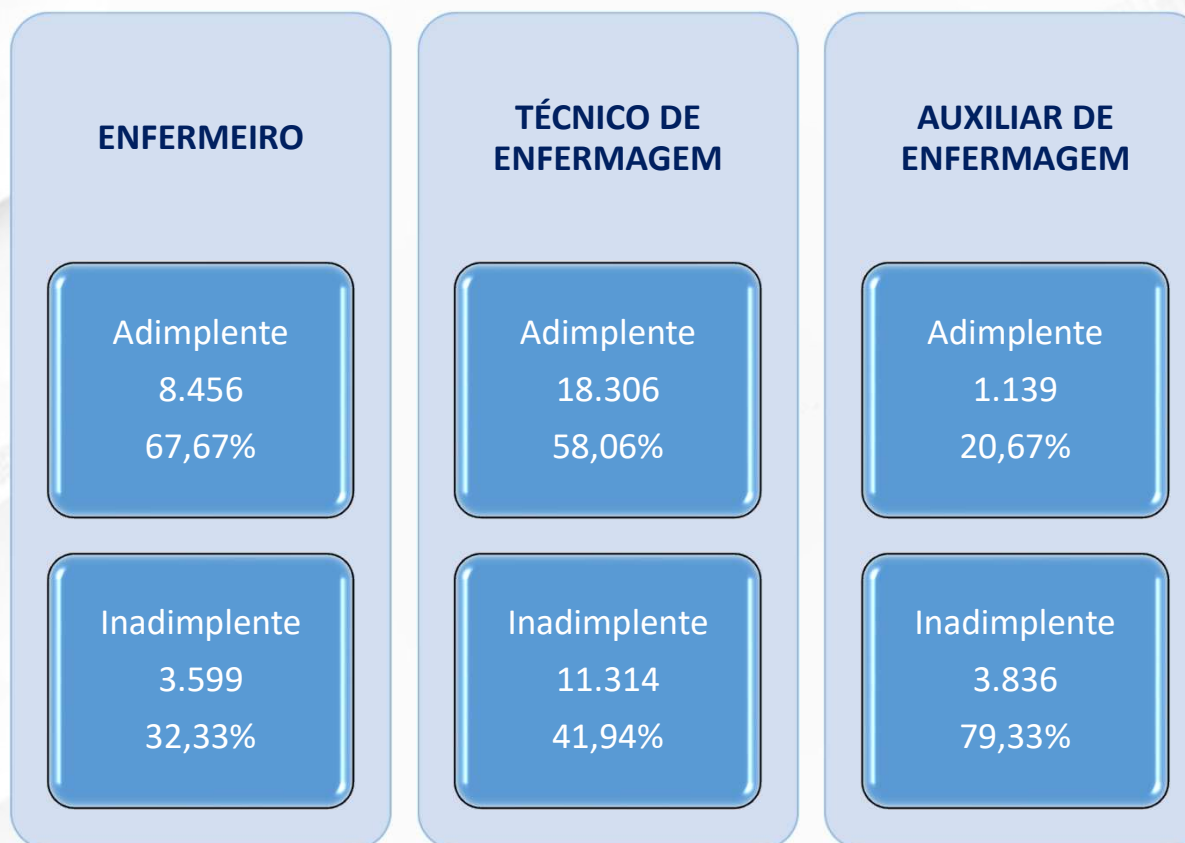 ENFERMEIRO
Adimplente
8.456
67,67%
Inadimplente
3.599
32,33%
TÉCNICO DE
ENFERMAGEM
Adimplente
18.306
58,06%
Inadimplente
11.314
41,94%
AUXILIAR DE
ENFERMAGEM
Adimplente
1.139
20,67%
Inadimplente
3.836
79,33%